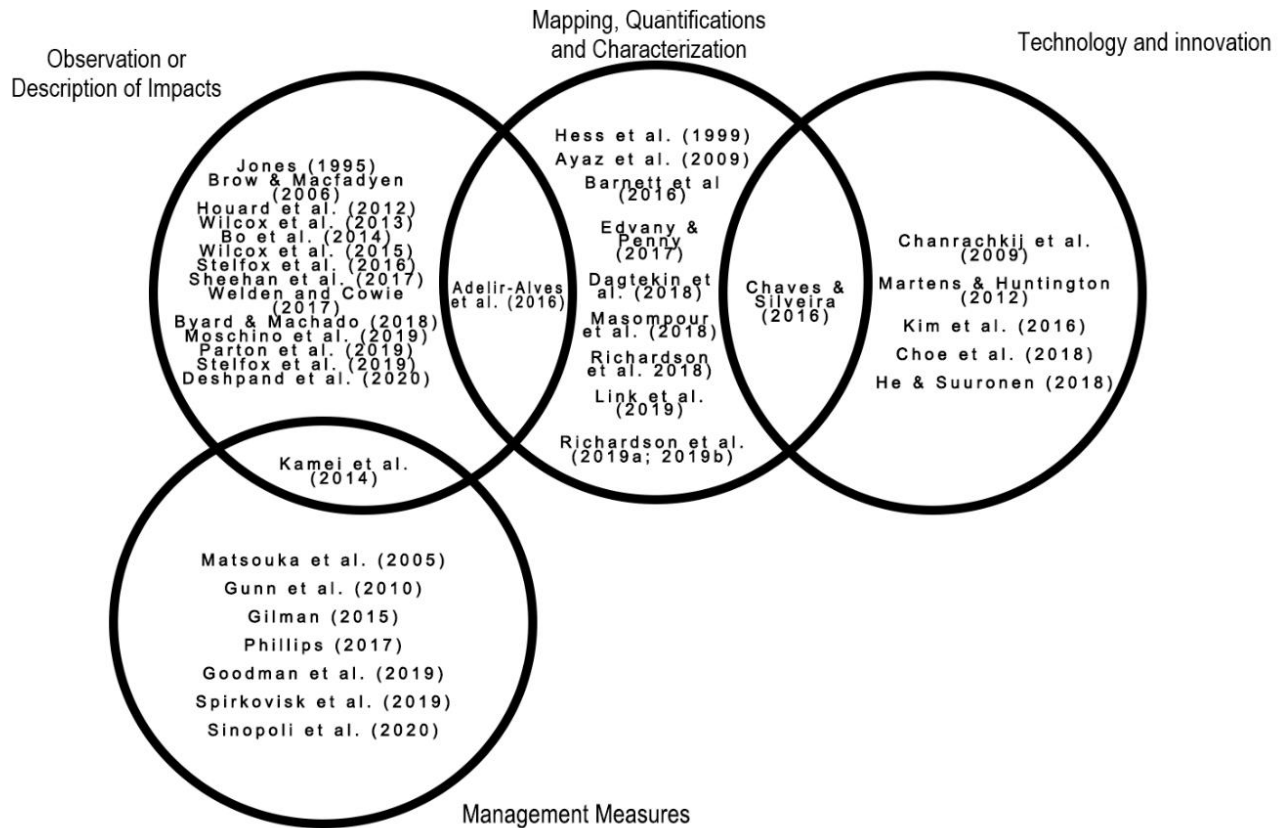 Observation or
Description of Impacts
Mapping, Quantifications
and Characterization
Technology and innovation
Jones (1995)
Brow & Macfadyen
(2006)
Houard et al. (2012)
Wilcox et al. (2013)
Bo et al. (2014)
Wilcox et al. (2015)
Stelfox et al. (2016)
Sheehan et al. (2017)
Welden and Cowie
(2017)
Byard & Machado (2018)
Moschino et al. (2019)
Parton et al. (2019)
Stelfox et al. (2019)
Deshpand et al. (2020)
Adelir-Alves
et al. (2016)
Hess et al. (1999)
Ayaz et al. (2009)
Barnett et al
(2016)
Edvany &
Penny
(2017)
Dagtekin et
al. (2018)
Masompour
et al. (2018)
Richardson
et al. 2018)
Link et al.
(2019)
Richardson et al.
(2019a; 2019b)
Chaves &
Silveira
(2016)
Chanrachkij et al.
(2009)
Martens & Huntington
(2012)
Kim et al. (2016)
Choe et al. (2018)
He & Suuronen (2018)
Kamei et al.
(2014)
Matsouka et al. (2005)
Gunn et al. (2010)
Gilman (2015)
Phillips (2017)
Goodman et al. (2019)
Spirkovisk et al. (2019)
Sinopoli et al. (2020)
Management Measures